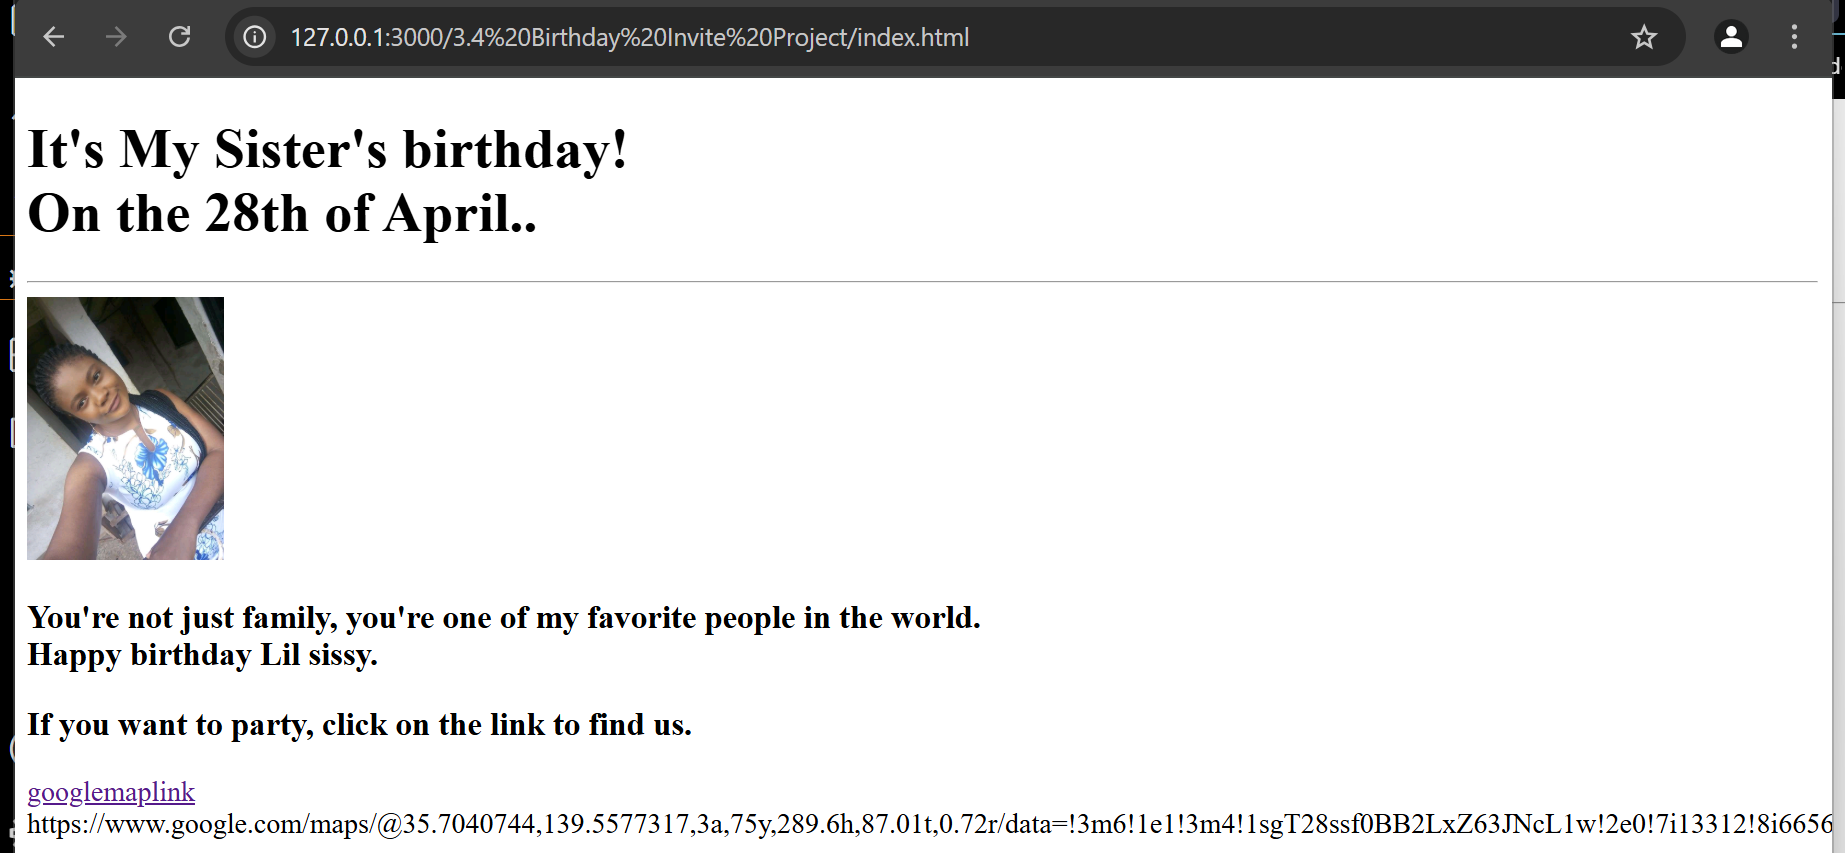 127.0.0.1:3000/3.4%20Birthday%20Invite%20Project/index.html
d
It's My Sister's birthday!
On the 28th of April..
You're not just family, you're one of my favorite people in the world.
Happy birthday Lil sissy.
If you want to party, click on the link to find us.
googlemaplink
https://www.google.com/maps/@35.7040744,139.5577317,3a,75y,289.6h,87.01t,0.72r/data=!3m6!1e1!3m4!1sgT28ssf0BB2LxZ63JNcL1w!2e0!7i13312!8i6656